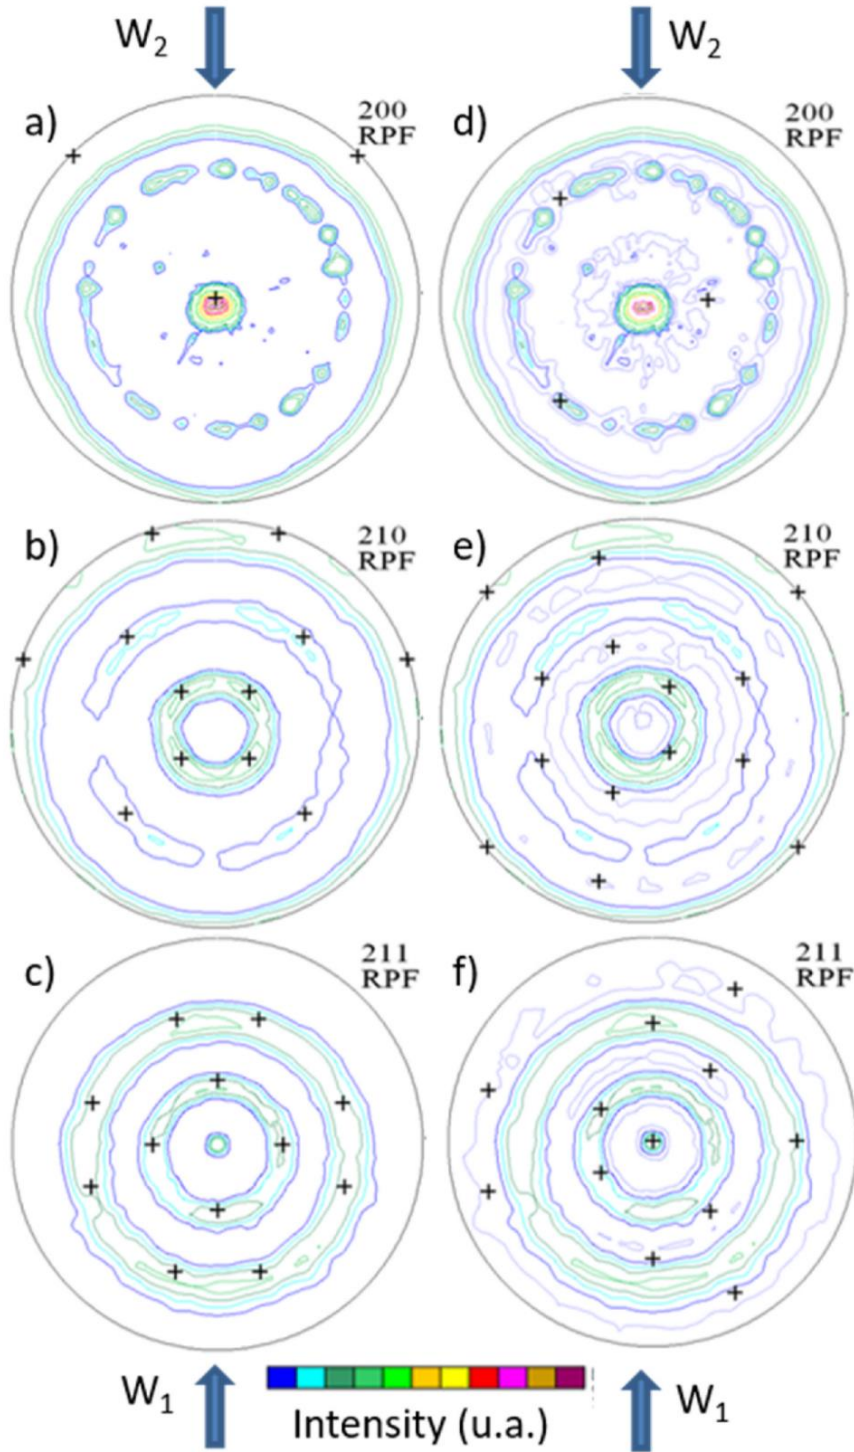 W2 W2
a) 200 RPF d) 200 RPF
b) 210 RPF e) 210 RPF
c) 211 RPF f) 211 RPF
W1 Intensity (u.a.) W1